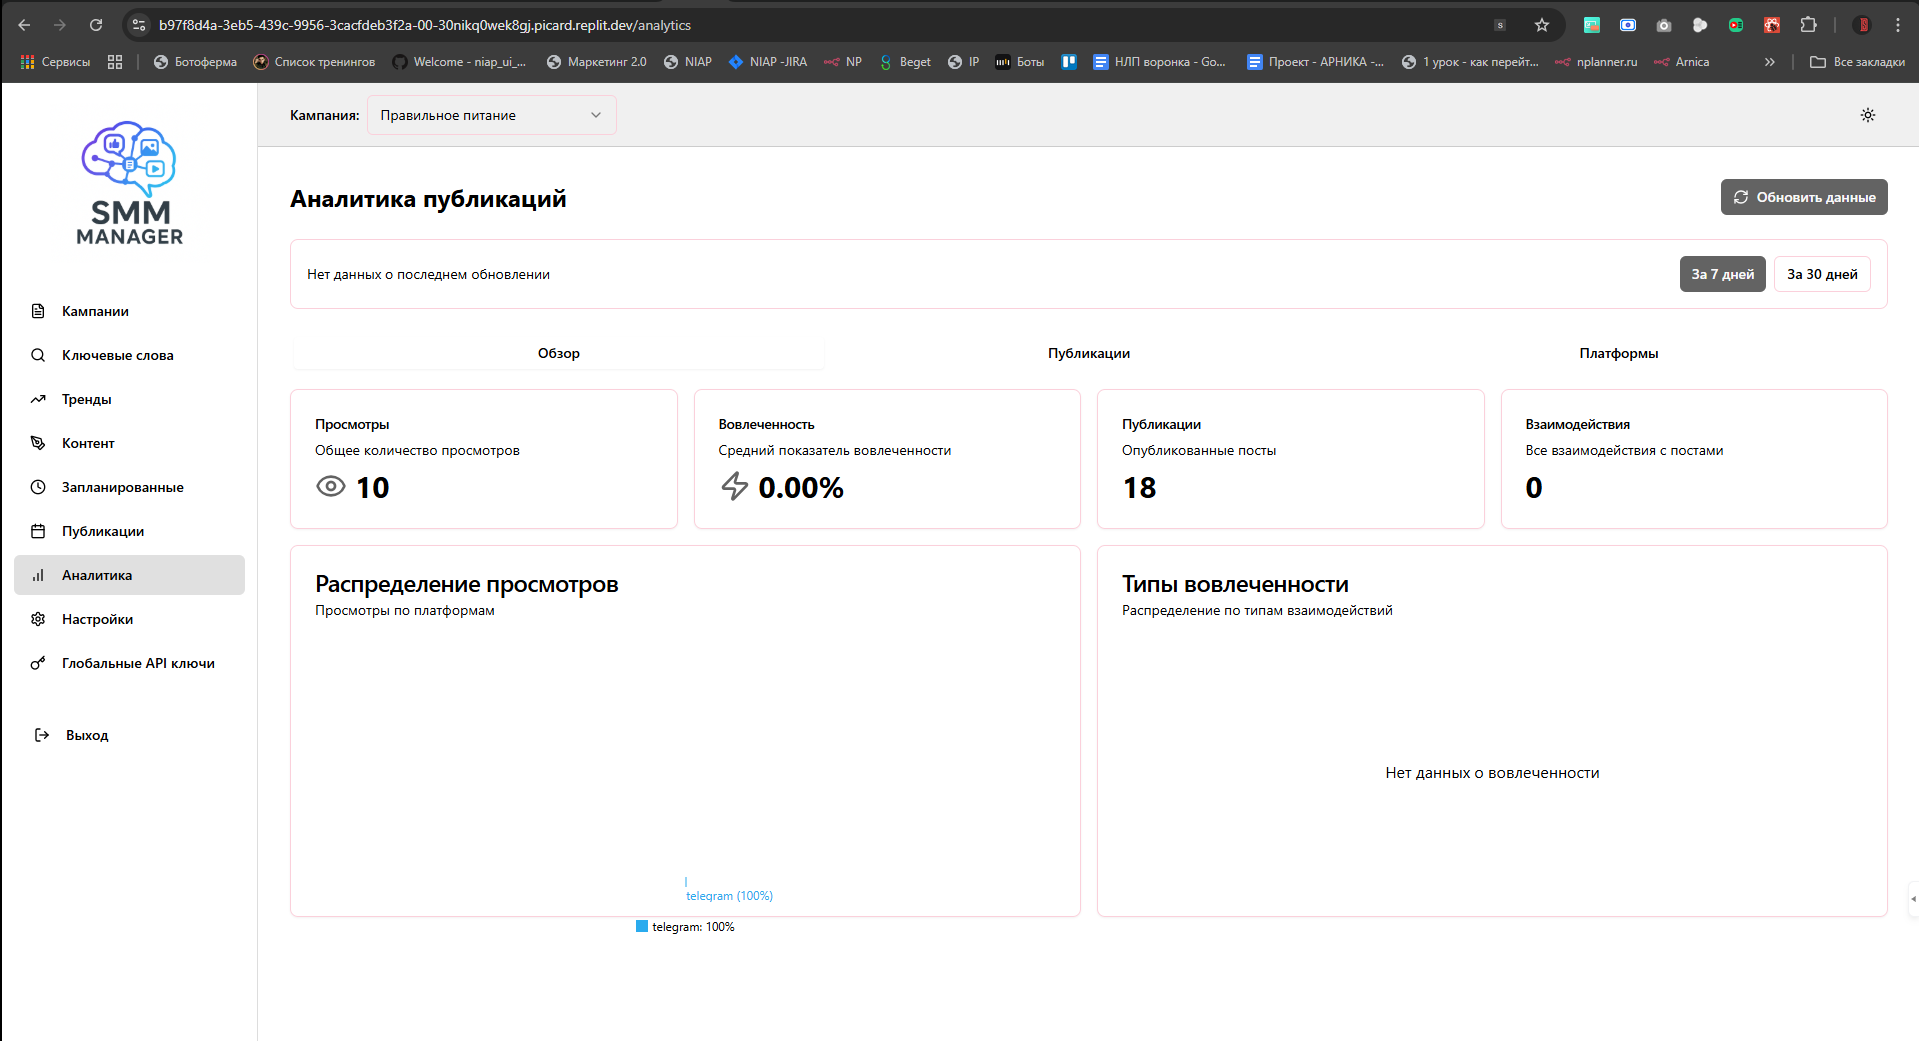 b97f8d4a-3eb5-439c-9956-3cacfdeb3f2a-00-30nikq0wek8gj.picard.replit.dev/analytics
Сервисы Ботоферма Список тренингов Welcome - niap_ui_... Маркетинг 2.0 NIAP NIAP -JIRA NP Beget IP Боты НЛП воронка - Go... Проект - АРНИКА -... 1 урок - как перейт... nplanner.ru Arnica Все закладки
SMM
MANAGER
Кампания: Правильное питание
Кампании
Ключевые слова
Тренды
Контент
Запланированные
Публикации
Аналитика
Настройки
Глобальные API ключи
Выход
Аналитика публикаций
Обновить данные
Нет данных о последнем обновлении
За 7 дней За 30 дней
Обзор Публикации Платформы
Просмотры
Общее количество просмотров
10
Вовлеченность
Средний показатель вовлеченности
0.00%
Публикации
Опубликованные посты
18
Взаимодействия
Все взаимодействия с постами
0
Распределение просмотров
Просмотры по платформам
telegram (100%)
telegram: 100%
Типы вовлеченности
Распределение по типам взаимодействий
Нет данных о вовлеченности